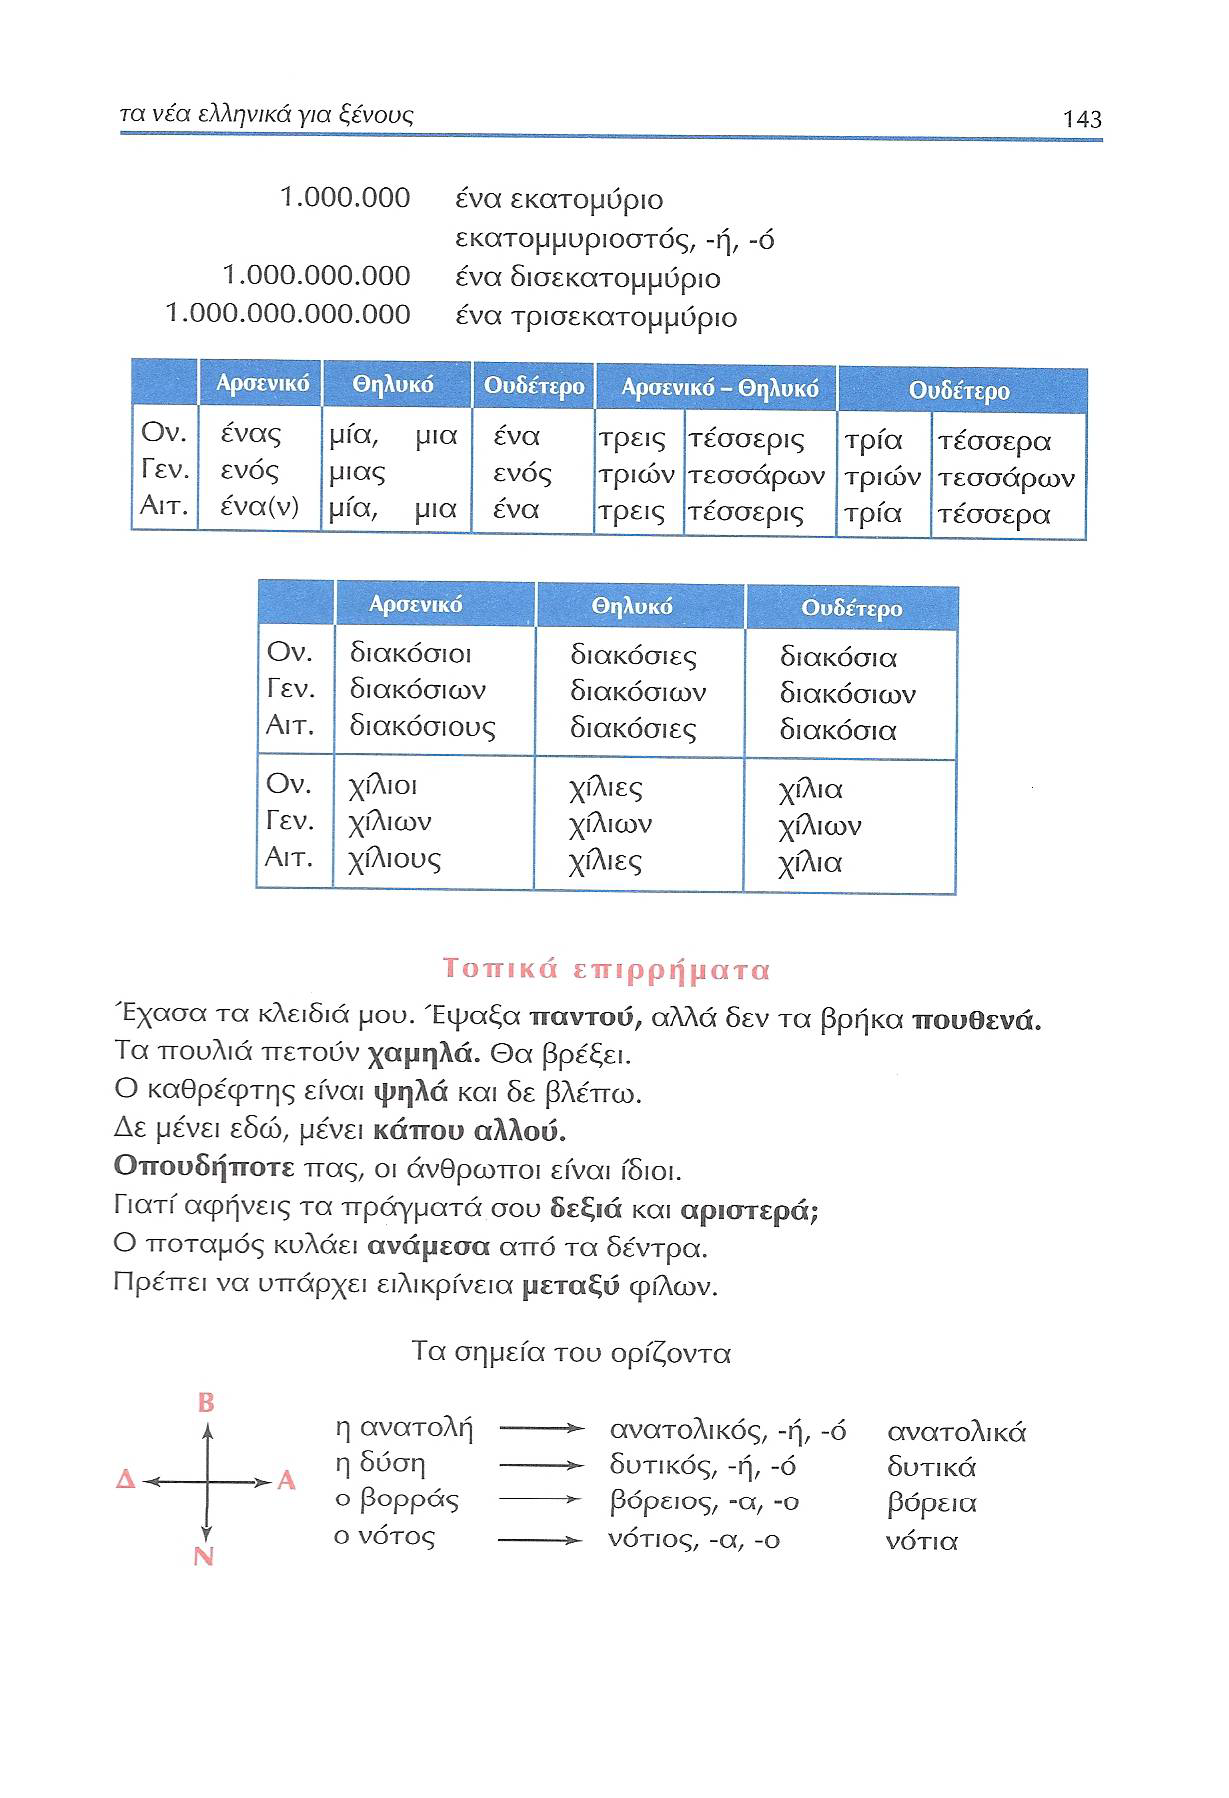 τα νέα ελληνικά για ξένους 143
1.000.000 ένα εκατομύριο
εκατομμυριοστός, -ή, -ό
1.000.000.000 ένα δισεκατομμύριο
1.000.000.000.000 ένα τρισεκατομμύριο
Αρσενικό Θηλυκό Ουδέτερο Αρσενικό – Θηλυκό Ουδέτερο
Ον. ένας μία, μια ένα τρεις τέσσερις τρία τέσσερα
Γεν. ενός μιας ενός τριών τεσσάρων τριών τεσσάρων
Αιτ. ένα(ν) μία, μια ένα τρεις τέσσερις τρία τέσσερα
Αρσενικό Θηλυκό Ουδέτερο
Ον. διακόσιοι διακόσιες διακόσια
Γεν. διακόσιων διακόσιων διακόσιων
Αιτ. διακόσιους διακόσιες διακόσια
Ον. χίλιοι χίλιες χίλια
Γεν. χίλιων χίλιων χίλιων
Αιτ. χίλιους χίλιες χίλια
Τοπικά επιρρήματα
Έχασα τα κλειδιά μου. Έψαξα παντού, αλλά δεν τα βρήκα πουθενά.
Τα πουλιά πετούν χαμηλά. Θα βρέξει.
Ο καθρέφτης είναι ψηλά και δε βλέπω.
Δε μένει εδώ, μένει κάπου αλλού.
Οπουδήποτε πας, οι άνθρωποι είναι ίδιοι.
Γιατί αφήνεις τα πράγματά σου δεξιά και αριστερά;
Ο ποταμός κυλάει ανάμεσα από τα δέντρα.
Πρέπει να υπάρχει ειλικρίνεια μεταξύ φίλων.
Τα σημεία του ορίζοντα
Β
Δ Α
Ν
η ανατολή ανατολικός, -ή, -ό ανατολικά
η δύση δυτικός, -ή, -ό δυτικά
ο βορράς βόρειος, -α, -ο βόρεια
ο νότος νότιος, -α, -ο νότια